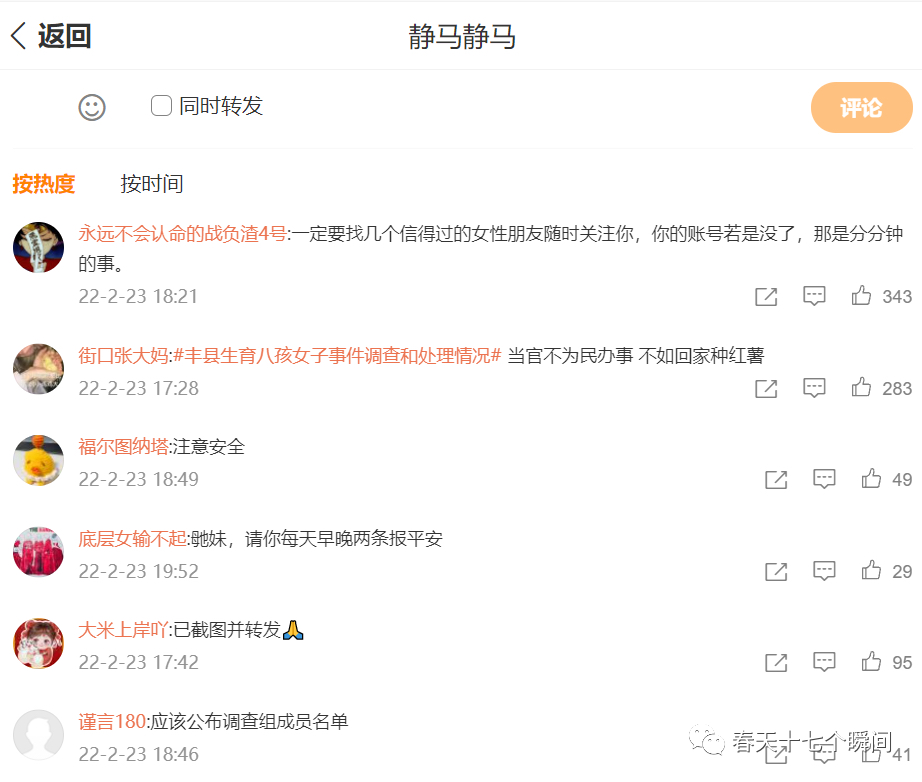 返回
静马静马
同时转发
评论
按热度 按时间
永远不会认命的战负渣4号:一定要找几个信得过的女性朋友随时关注你，你的账号若是没了，那是分分钟
的事。
22-2-23 18:21 343
街口张大妈:#丰县生育八孩女子事件调查和处理情况# 当官不为民办事 不如回家种红薯
22-2-23 17:28 283
福尔图纳塔:注意安全
22-2-23 18:49 49
底层女输不起:虵妹，请你每天早晚两条报平安
22-2-23 19:52 29
大米上岸吖:已截图并转发🙏
22-2-23 17:42 95
谨言180:应该公布调查组成员名单
22-2-23 18:46 41
春天十七个瞬间